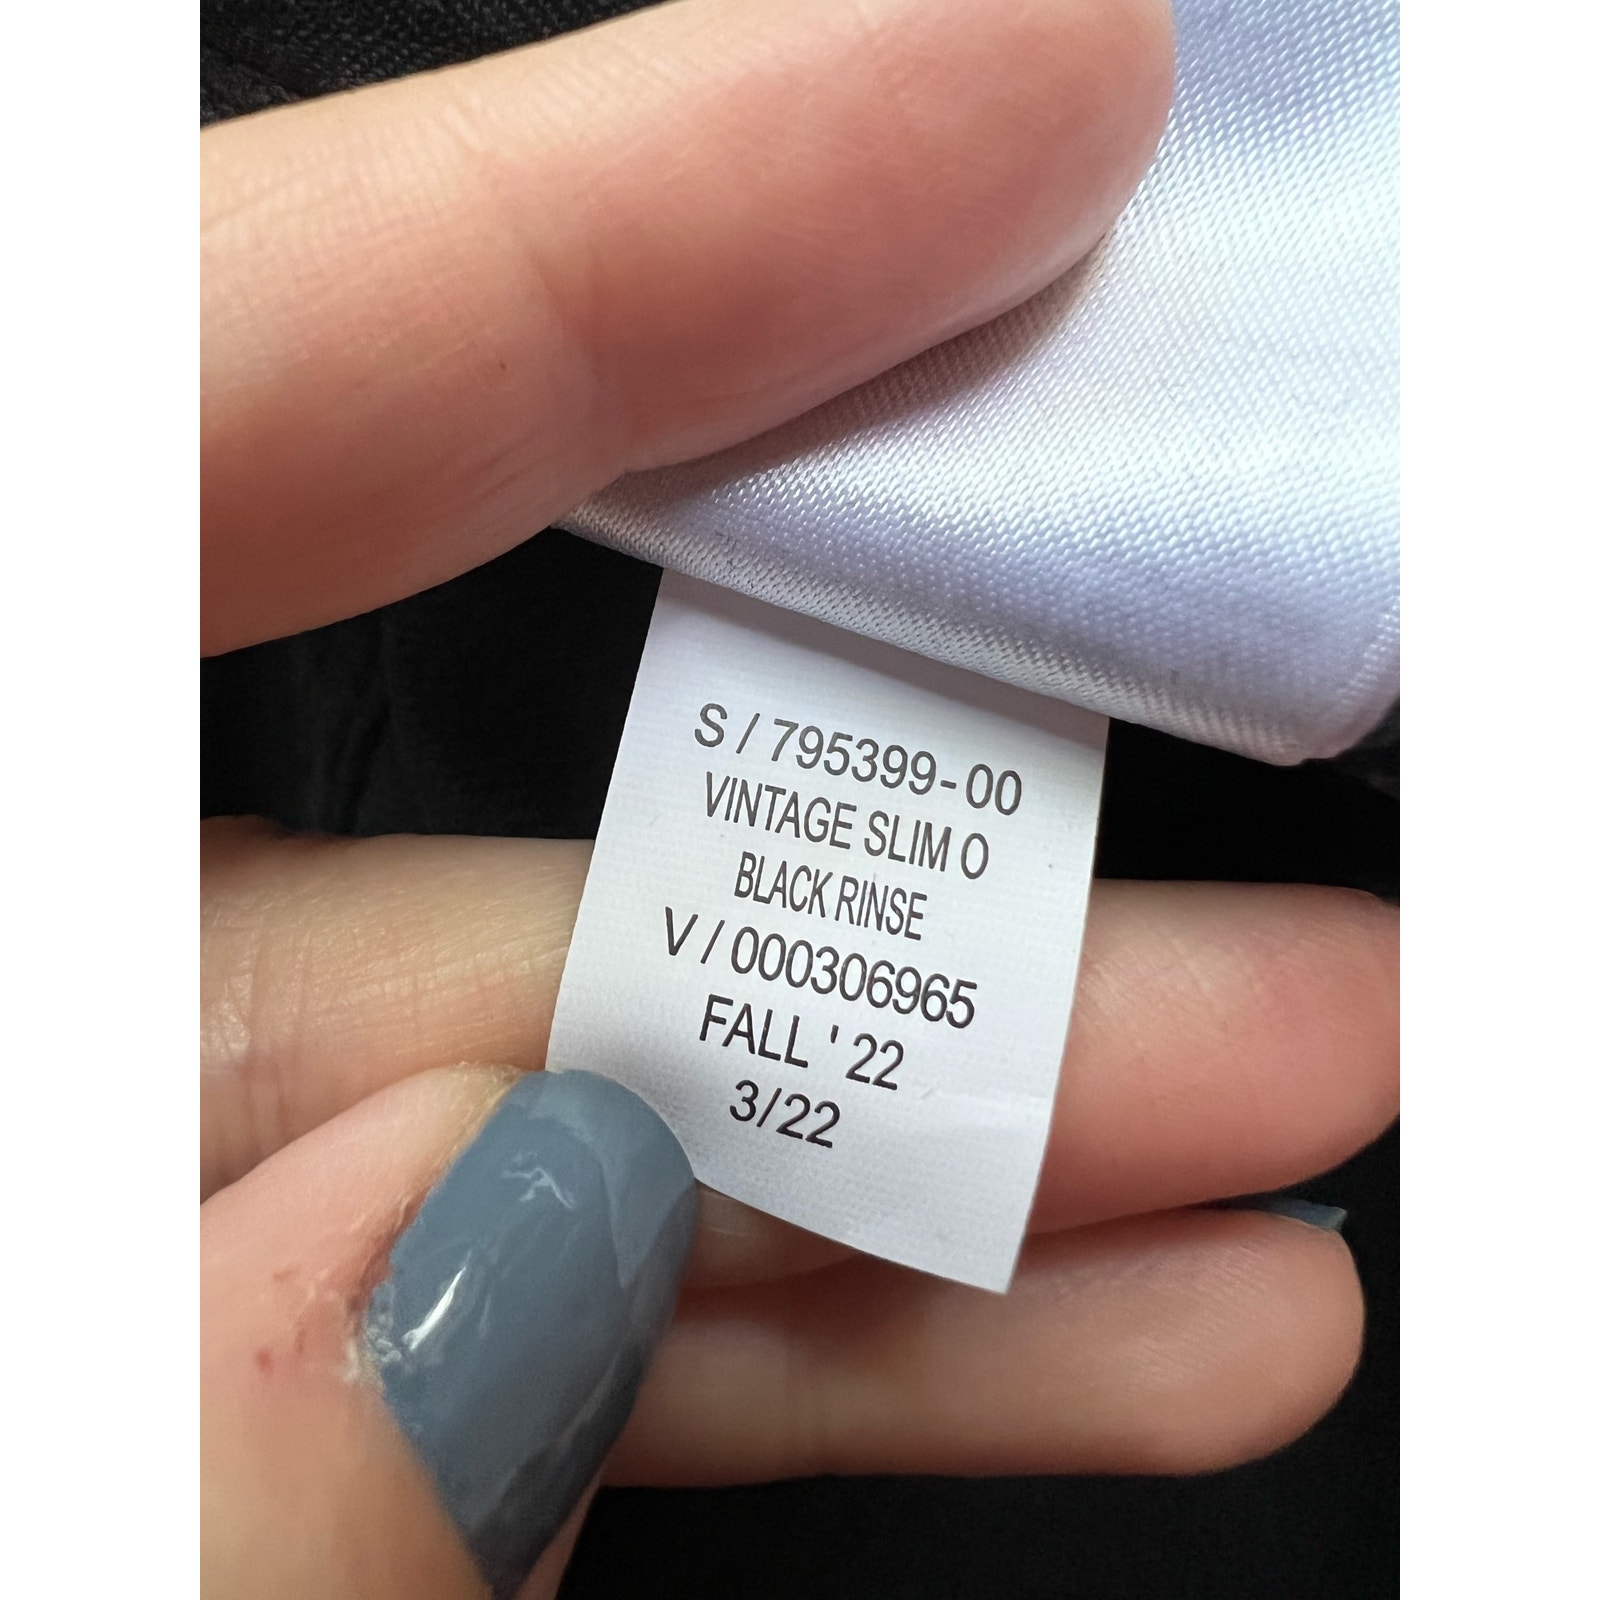 S / 795399-00
VINTAGE SLIM O
BLACK RINSE
V / 000306965
FALL ' 22
3/22